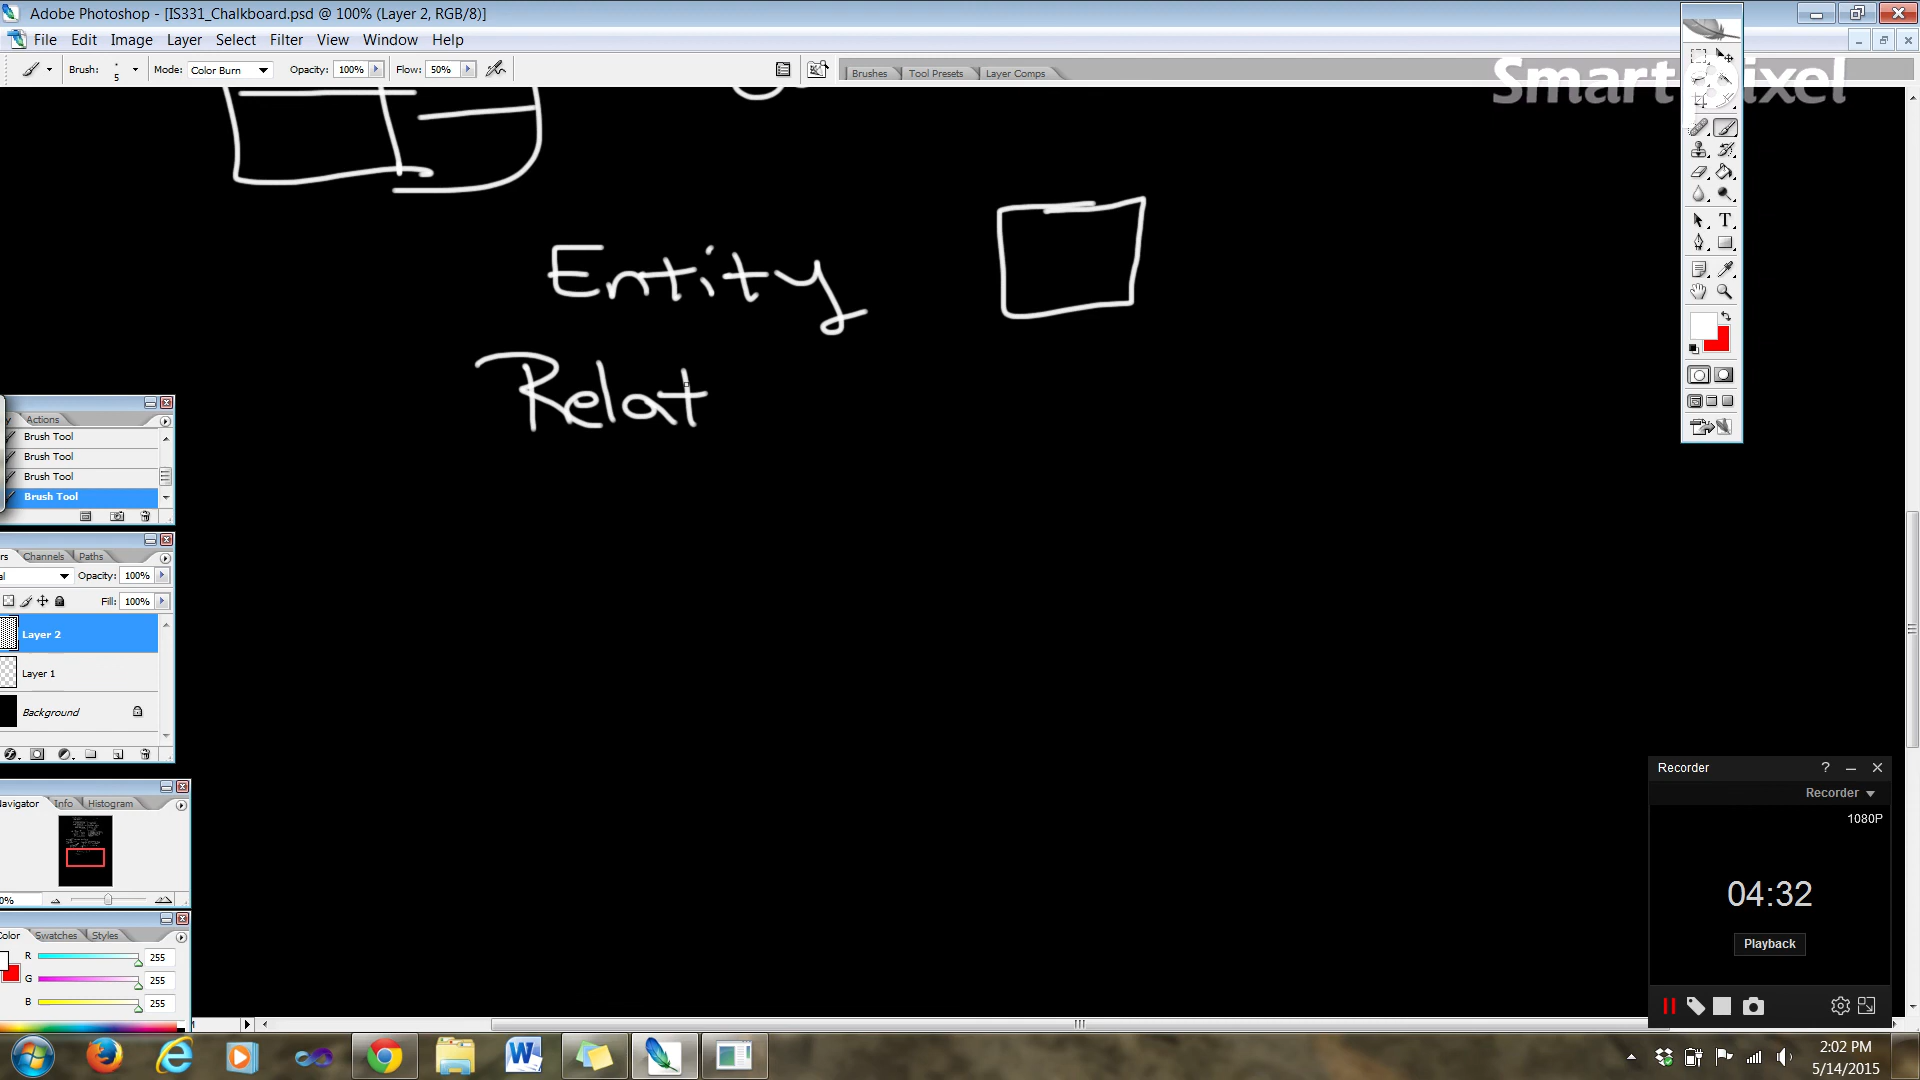 Adobe Photoshop - [IS331_Chalkboard.psd @ 100% (Layer 2, RGB/8)]
File Edit Image Layer Select Filter View Window Help
Brush: 5 Mode: Color Burn Opacity: 100% Flow: 50% Brushes Tool Presets Layer Comps
Entity
Relat
Actions
Brush Tool
Brush Tool
Brush Tool
Brush Tool
Channels Paths
Opacity: 100%
Fill: 100%
Layer 2
Layer 1
Background
Navigator Info Histogram
Color Swatches Styles
R 255
G 255
B 255
Recorder ?
Recorder
1080P
04:32
Playback
2:02 PM
5/14/2015